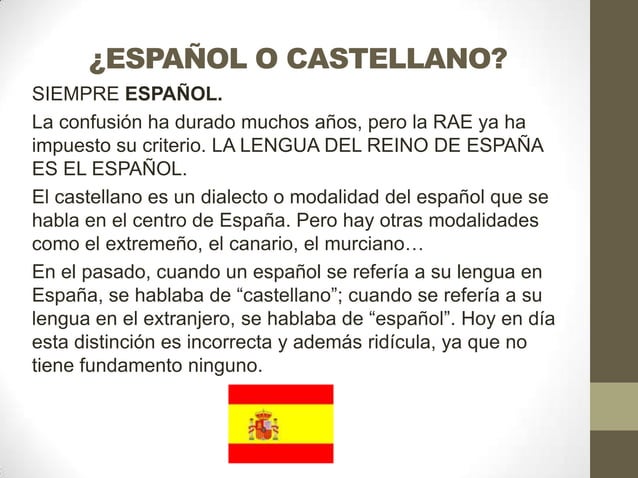 ¿ESPAÑOL O CASTELLANO?
SIEMPRE ESPAÑOL.
La confusión ha durado muchos años, pero la RAE ya ha
impuesto su criterio. LA LENGUA DEL REINO DE ESPAÑA
ES EL ESPAÑOL.
El castellano es un dialecto o modalidad del español que se
habla en el centro de España. Pero hay otras modalidades
como el extremeño, el canario, el murciano…
En el pasado, cuando un español se refería a su lengua en
España, se hablaba de “castellano”; cuando se refería a su
lengua en el extranjero, se hablaba de “español”. Hoy en día
esta distinción es incorrecta y además ridícula, ya que no
tiene fundamento ninguno.